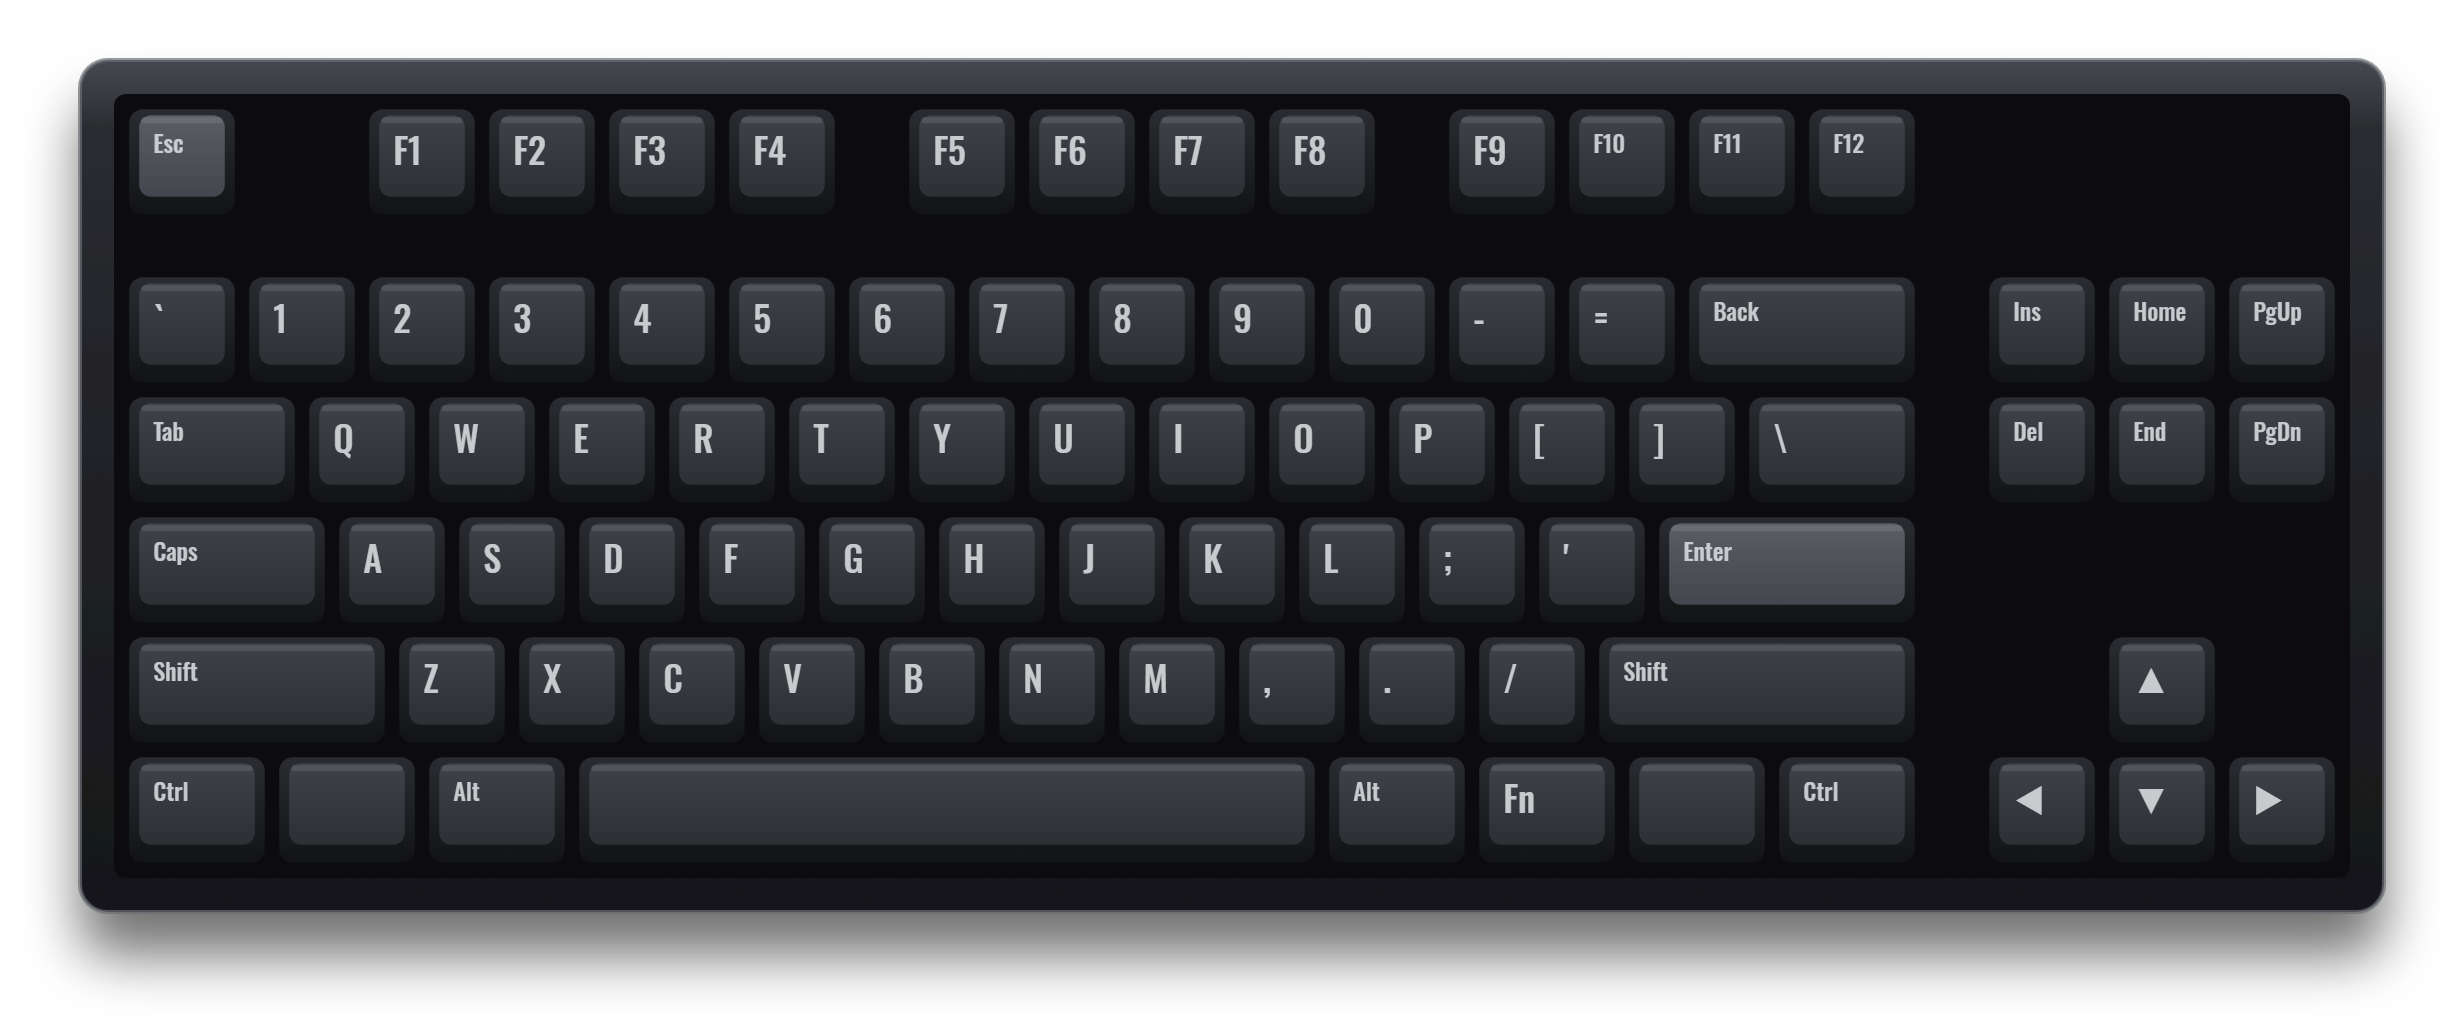 Esc F1 F2 F3 F4 F5 F6 F7 F8 F9 F10 F11 F12
` 1 2 3 4 5 6 7 8 9 0 - = Back Ins Home PgUp
Tab Q W E R T Y U I O P [ ] \ Del End PgDn
Caps A S D F G H J K L ; ' Enter
Shift Z X C V B N M , . / Shift ▲
Ctrl Alt Alt Fn Ctrl ◀ ▼ ▶